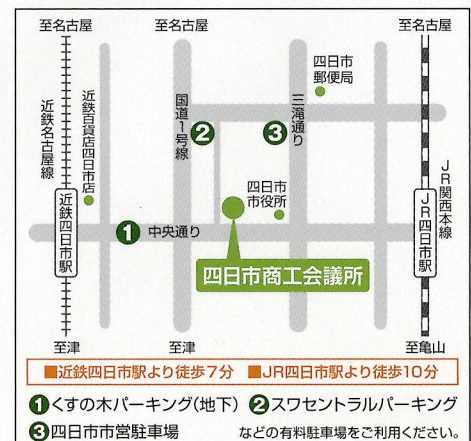 至名古屋 至名古屋 至名古屋
四日市
郵便局
近鉄名古屋線
近鉄百貨店四日市店
国道1号線
三滝通り
2
3
JR関西本線
四日市
市役所
近鉄四日市駅
JR四日市駅
1 中央通り
四日市商工会議所
至津 至津 至亀山
■近鉄四日市駅より徒歩7分 ■JR四日市駅より徒歩10分
1くすの木パーキング(地下) 2スワセントラルパーキング
3四日市市営駐車場 などの有料駐車場をご利用ください。